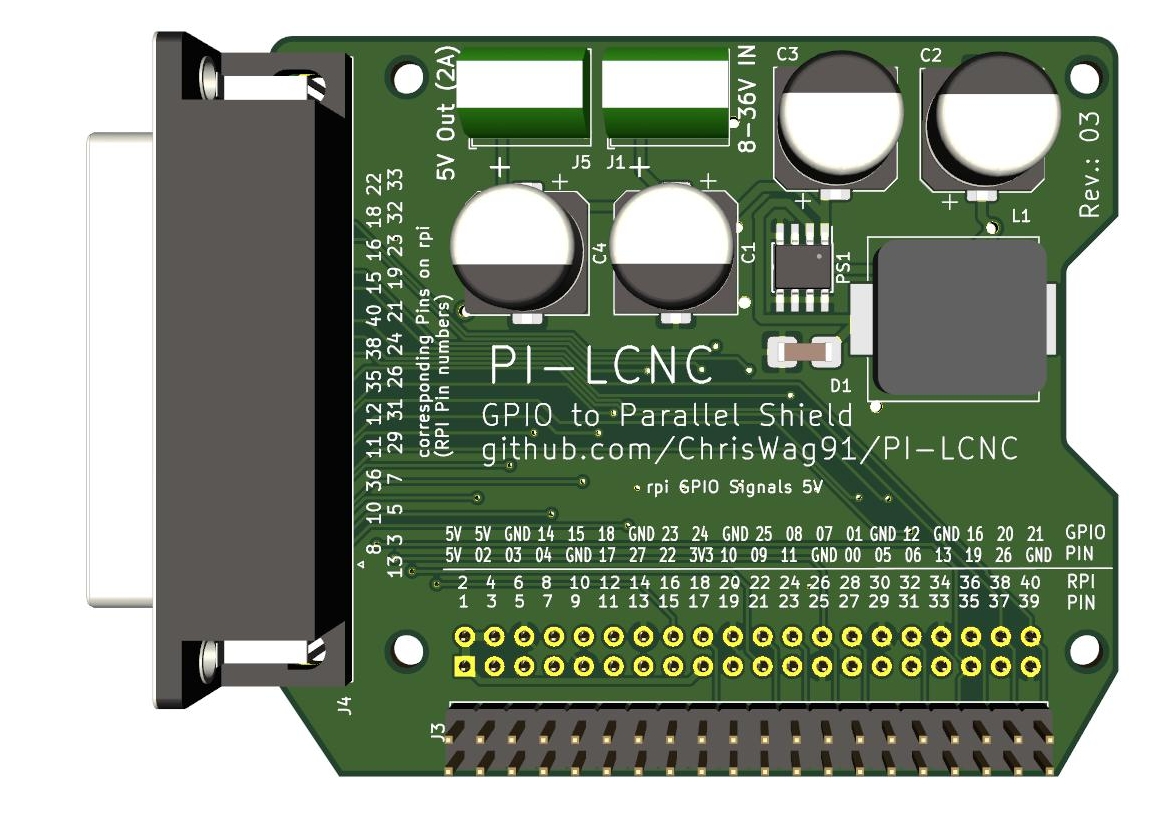 5V Out (2A)
J5
J1
8-36V IN
C3
C2
Rev.: 03
+
+
+
+
+
+
L1
C4
C1
PS1
D1
13 8 10 36 11 12 35 38 40 15 16 18 22
3 5 7 29 31 26 24 21 19 23 32 33
corresponding Pins on rpi
(RPI Pin numbers)
PI-LCNC
GPIO to Parallel Shield
github.com/ChrisWag91/PI-LCNC
rpi GPIO Signals 5V
5V 5V GND 14 15 18 GND 23 24 GND 25 08 07 01 GND 12 GND 16 20 21 GPIO
5V 02 03 04 GND 17 27 22 3V3 10 09 11 GND 00 05 06 13 19 26 GND PIN
2 4 6 8 10 12 14 16 18 20 22 24 26 28 30 32 34 36 38 40 RPI
1 3 5 7 9 11 13 15 17 19 21 23 25 27 29 31 33 35 37 39 PIN
J4
J3